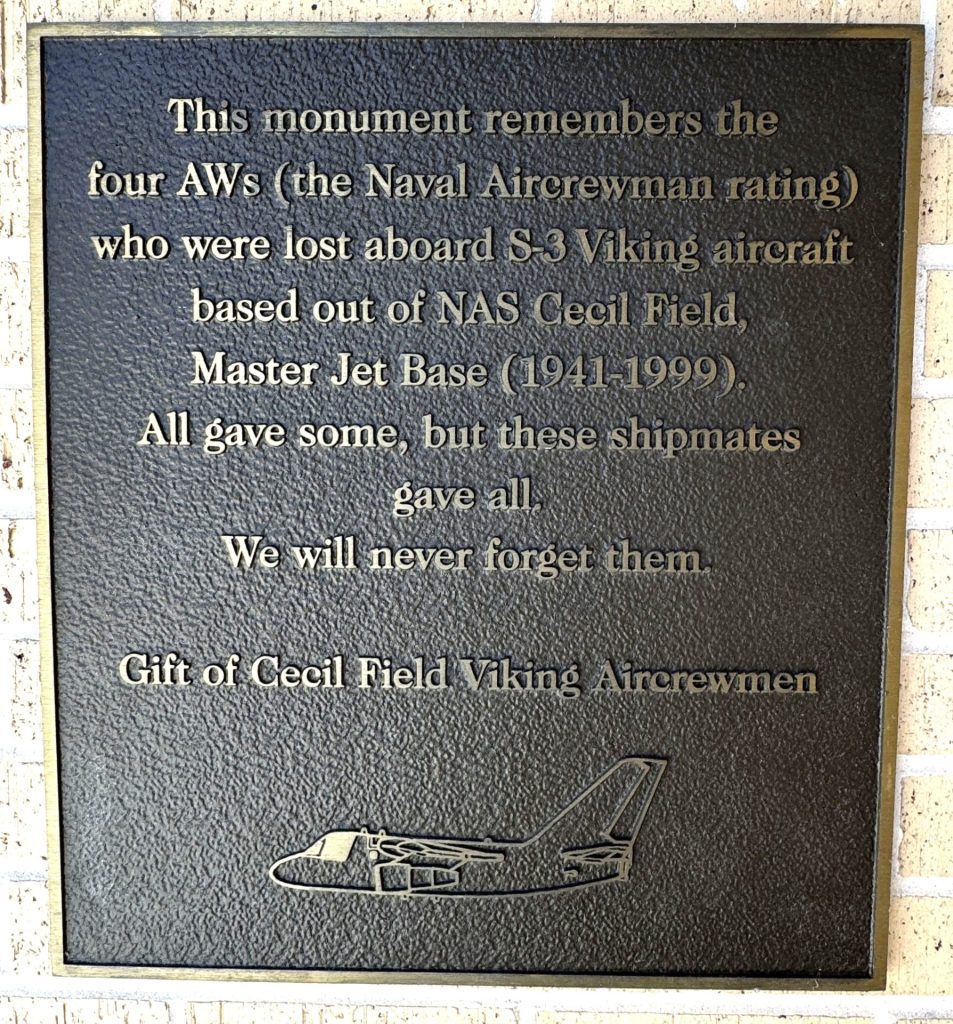 This monument remembers the
four AWs (the Naval Aircrewman rating)
who were lost aboard S-3 Viking aircraft
based out of NAS Cecil Field,
Master Jet Base (1941-1999).
All gave some, but these shipmates
gave all.
We will never forget them.
Gift of Cecil Field Viking Aircrewmen